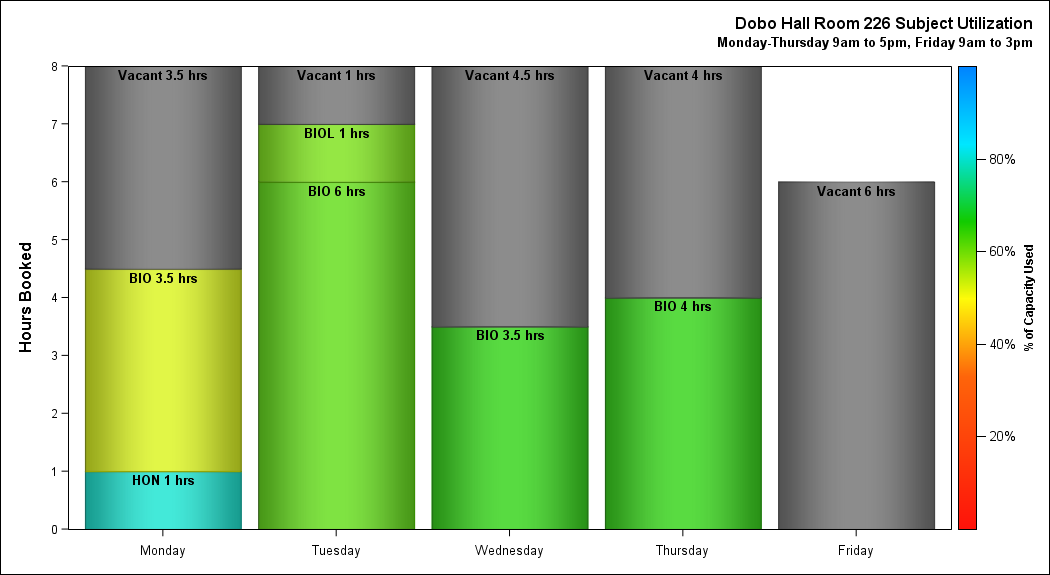 Dobo Hall Room 226 Subject Utilization
Monday-Thursday 9am to 5pm, Friday 9am to 3pm
Hours Booked
8
7
6
5
4
3
2
1
0
Vacant 3.5 hrs
BIO 3.5 hrs
HON 1 hrs
Vacant 1 hrs
BIOL 1 hrs
BIO 6 hrs
Vacant 4.5 hrs
BIO 3.5 hrs
Vacant 4 hrs
BIO 4 hrs
Vacant 6 hrs
Monday
Tuesday
Wednesday
Thursday
Friday
80%
60%
40%
20%
% of Capacity Used